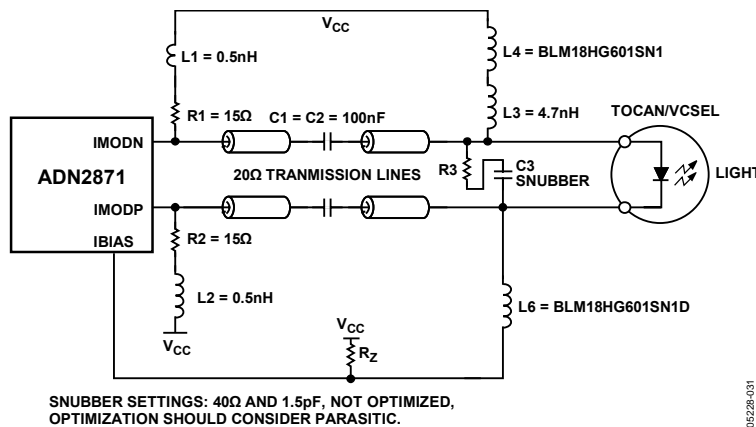 VCC
L1 = 0.5nH
L4 = BLM18HG601SN1
R1 = 15Ω
C1 = C2 = 100nF
L3 = 4.7nH
TOCAN/VCSEL
IMODN
ADN2871
20Ω TRANMISSION LINES
R3
C3
SNUBBER
LIGHT
IMODP
IBIAS
R2 = 15Ω
L2 = 0.5nH
L6 = BLM18HG601SN1D
VCC
VCC
RZ
SNUBBER SETTINGS: 40Ω AND 1.5pF, NOT OPTIMIZED,
OPTIMIZATION SHOULD CONSIDER PARASITIC.
05228-031